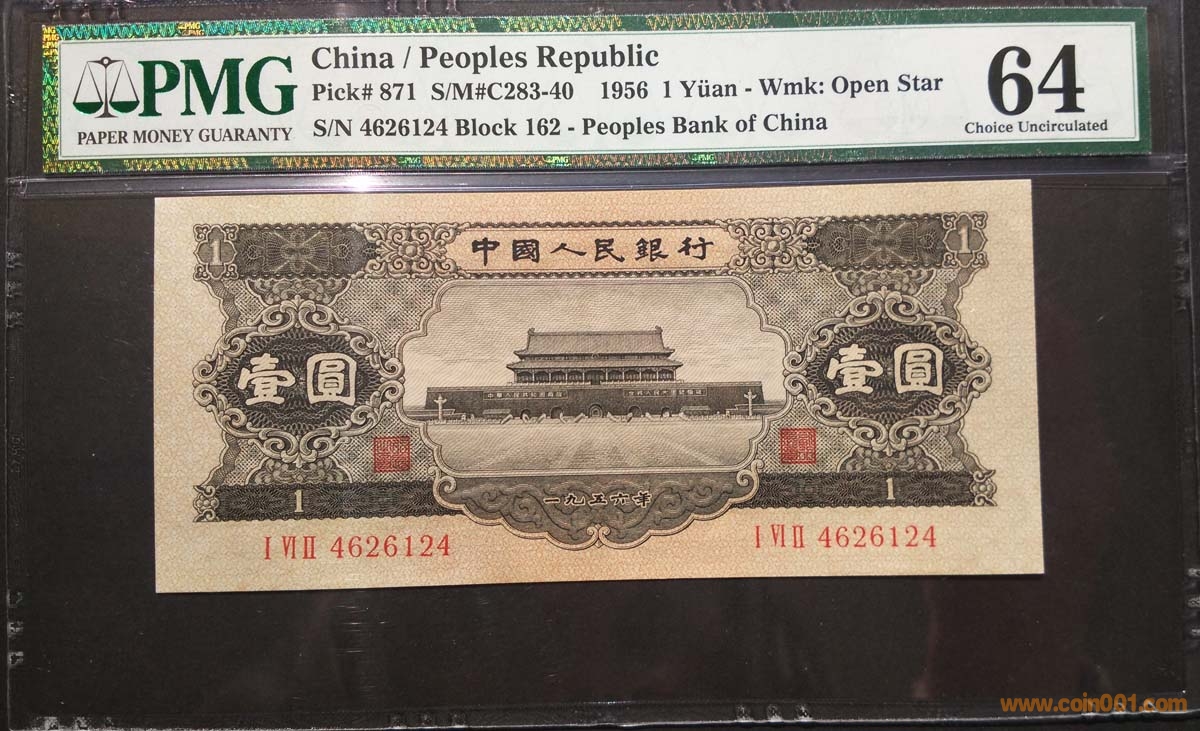 PMG
PAPER MONEY GUARANTY
China / Peoples Republic
Pick# 871 S/M#C283-40 1956 1 Yüan - Wmk: Open Star
S/N 4626124 Block 162 - Peoples Bank of China
64
Choice Uncirculated
中國人民銀行
1
1
壹圓
壹圓
1
1
一九五六年
I VI II 4626124
I VI II 4626124
www.coin001.com